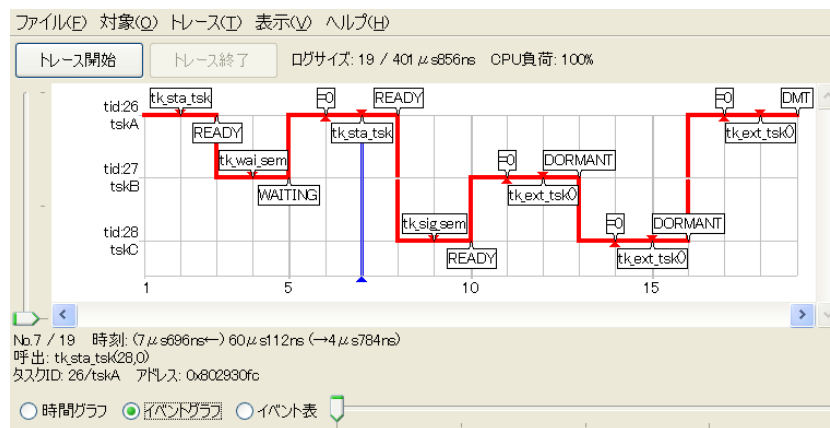 ファイル(F) 対象(O) トレース(T) 表示(V) ヘルプ(H)
トレース開始 トレース終了 ログサイズ: 19 / 401μs856ns CPU負荷: 100%
tk_sta_tsk =0 READY =0 DMT
tid:26
tskA
READY tk_sta_tsk tk_ext_tsk()
tk_wai_sem =0 DORMANT
tid:27
tskB
WAITING tk_ext_tsk()
tk_sig_sem =0 DORMANT
tid:28
tskC
READY tk_ext_tsk()
1 5 10 15
No.7 / 19 時刻: (7μs696ns←) 60μs112ns (→4μs784ns)
呼出: tk_sta_tsk(28,0)
タスクID: 26/tskA アドレス: 0x802930fc
時間グラフ イベントグラフ イベント表